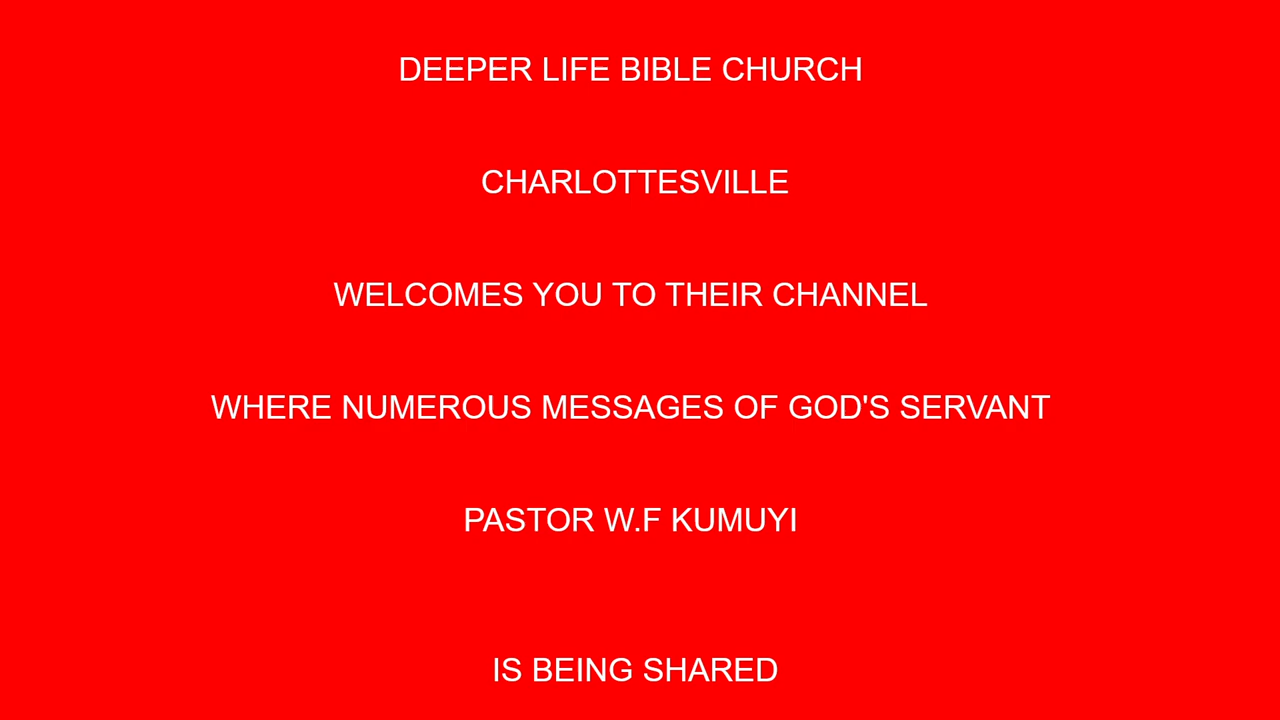 DEEPER LIFE BIBLE CHURCH
CHARLOTTESVILLE
WELCOMES YOU TO THEIR CHANNEL
WHERE NUMEROUS MESSAGES OF GOD'S SERVANT
PASTOR W.F KUMUYI
IS BEING SHARED